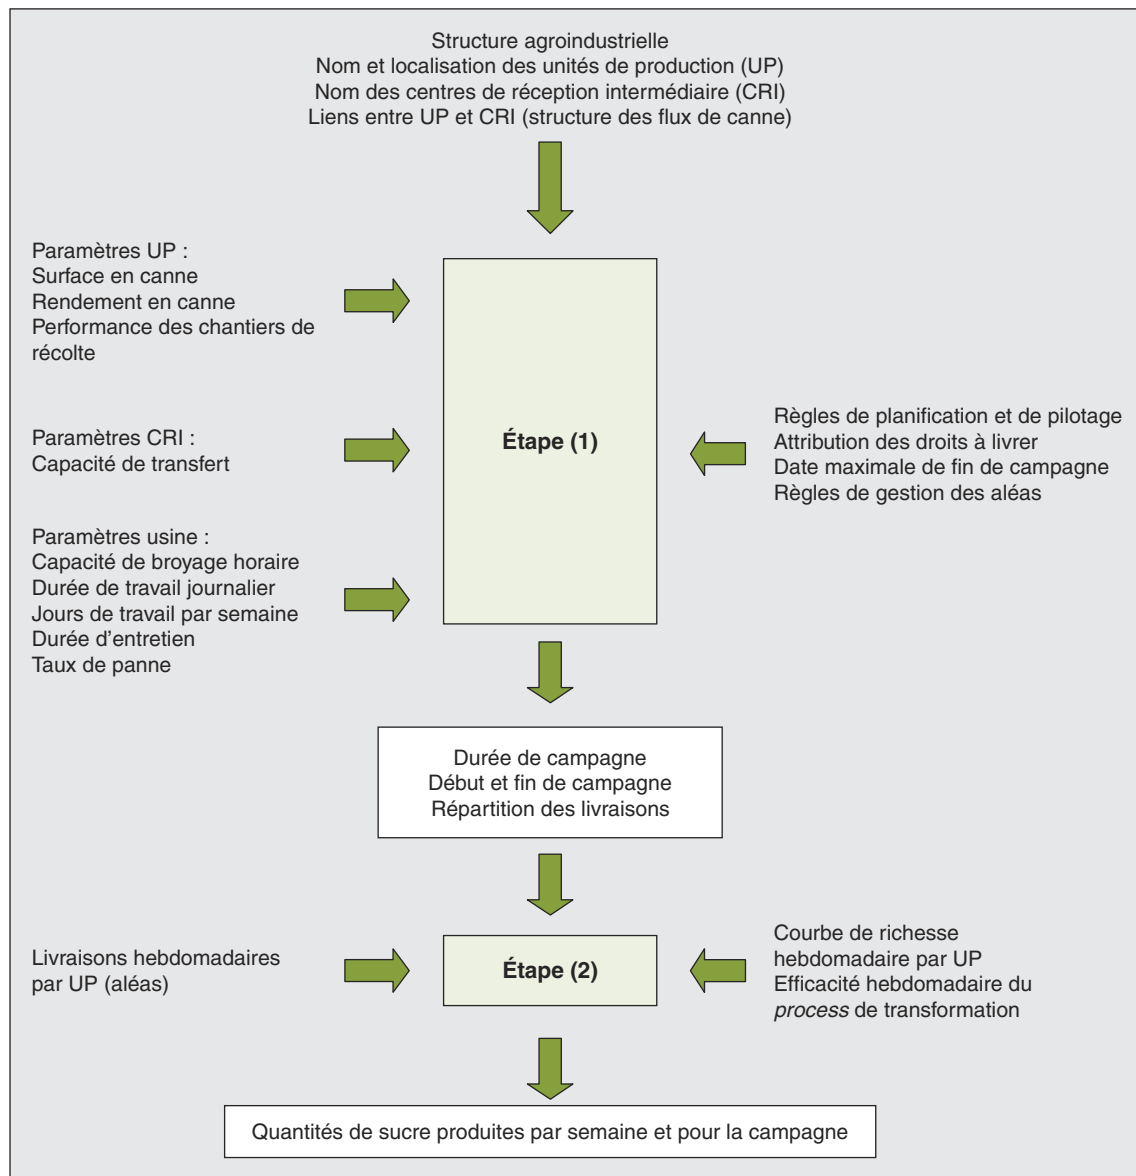 Structure agroindustrielle
Nom et localisation des unités de production (UP)
Nom des centres de réception intermédiaire (CRI)
Liens entre UP et CRI (structure des flux de canne)
Paramètres UP :
Surface en canne
Rendement en canne
Performance des chantiers de
récolte
Paramètres CRI :
Capacité de transfert
Paramètres usine :
Capacité de broyage horaire
Durée de travail journalier
Jours de travail par semaine
Durée d'entretien
Taux de panne
Étape (1)
Règles de planification et de pilotage
Attribution des droits à livrer
Date maximale de fin de campagne
Règles de gestion des aléas
Durée de campagne
Début et fin de campagne
Répartition des livraisons
Livraisons hebdomadaires
par UP (aléas)
Étape (2)
Courbe de richesse
hebdomadaire par UP
Efficacité hebdomadaire du
process de transformation
Quantités de sucre produites par semaine et pour la campagne